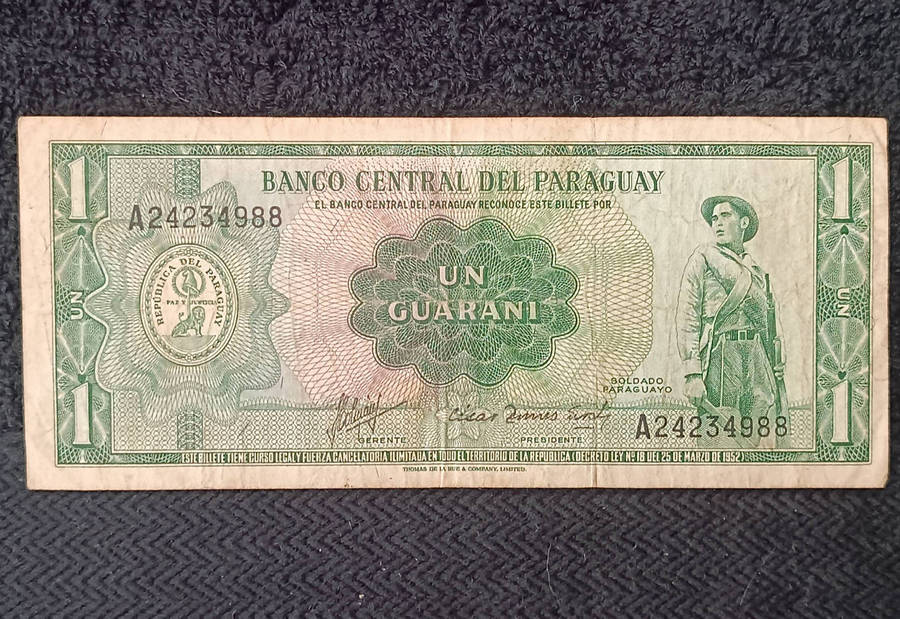 1
1
BANCO CENTRAL DEL PARAGUAY
EL BANCO CENTRAL DEL PARAGUAY RECONOCE ESTE BILLETE POR
A24234988
REPÚBLICA DEL PARAGUAY
PAZ Y JUSTICIA
UN
GUARANI
UN
UN
SOLDADO
PARAGUAYO
GERENTE
PRESIDENTE
A24234988
1
1
ESTE BILLETE TIENE CURSO LEGAL Y FUERZA CANCELATORIA ILIMITADA EN TODO EL TERRITORIO DE LA REPUBLICA (DECRETO LEY Nº 18 DEL 25 DE MARZO DE 1952)
THOMAS DE LA RUE & COMPANY, LIMITED.